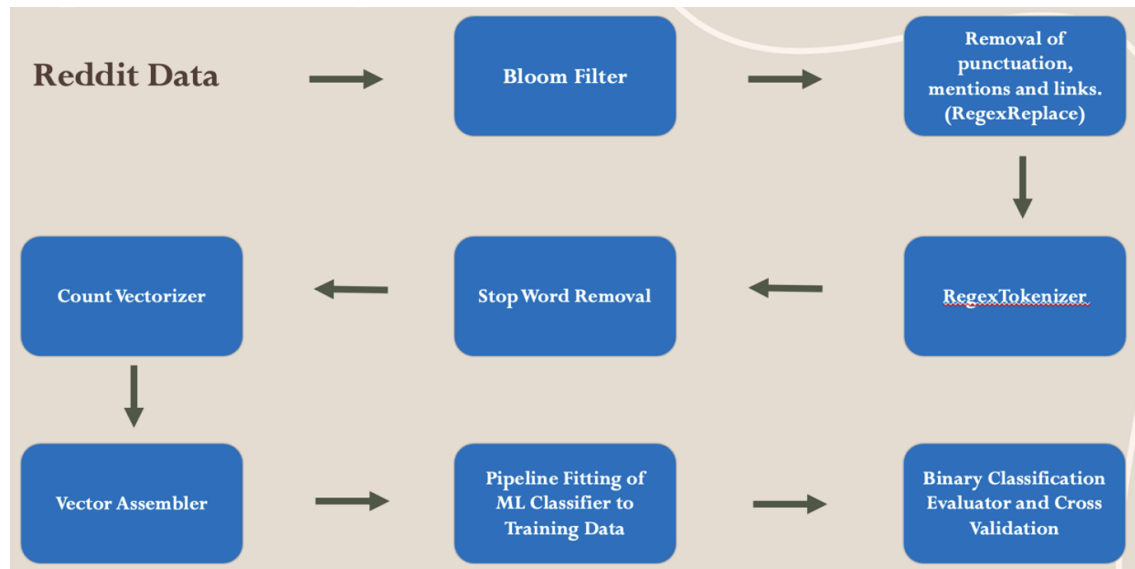 Reddit Data
Bloom Filter
Removal of
punctuation,
mentions and links.
(RegexReplace)
RegexTokenizer
Stop Word Removal
Count Vectorizer
Vector Assembler
Pipeline Fitting of
ML Classifier to
Training Data
Binary Classification
Evaluator and Cross
Validation